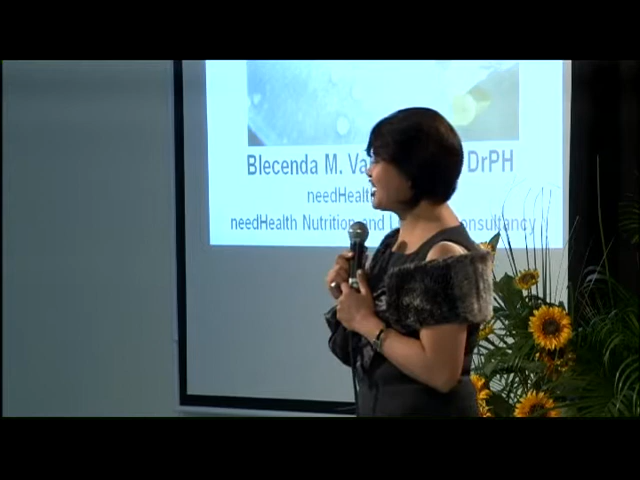 Blecenda M. Va DrPH
needHealth
needHealth Nutrition and L onsultancy